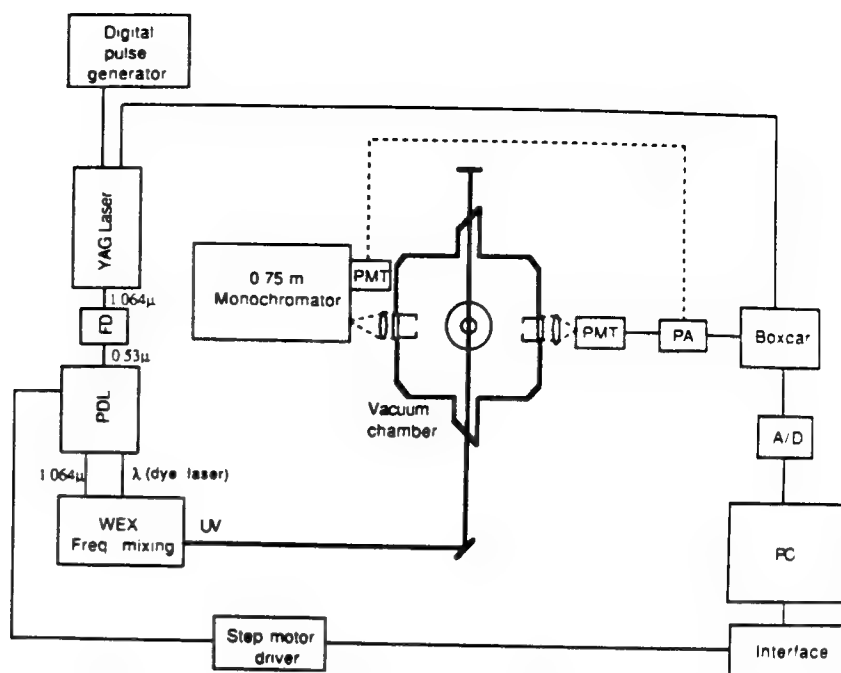 Digital
pulse
generator
YAG Laser
1 064μ
FD
0.53μ
PDL
1 064μ
λ (dye laser)
WEX
Freq mixing
UV
0 75 m
Monochromator
PMT
Vacuum
chamber
PMT
PA
Boxcar
A/D
PC
Interface
Step motor
driver